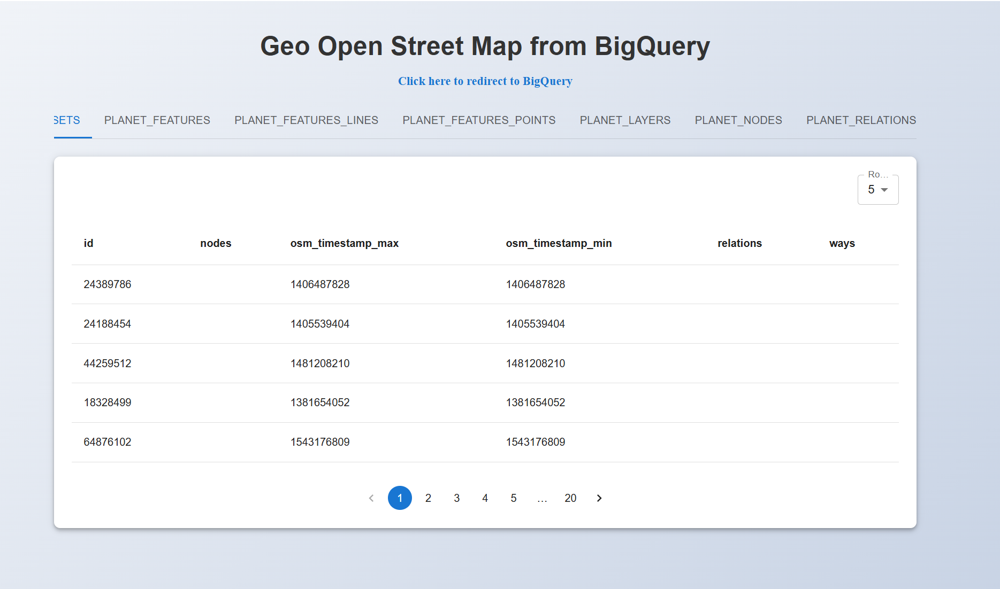 Geo Open Street Map from BigQuery
Click here to redirect to BigQuery
SETS PLANET_FEATURES PLANET_FEATURES_LINES PLANET_FEATURES_POINTS PLANET_LAYERS PLANET_NODES PLANET_RELATIONS
Ro...
5
id nodes osm_timestamp_max osm_timestamp_min relations ways
24389786 1406487828 1406487828
24188454 1405539404 1405539404
44259512 1481208210 1481208210
18328499 1381654052 1381654052
64876102 1543176809 1543176809
1 2 3 4 5 ... 20